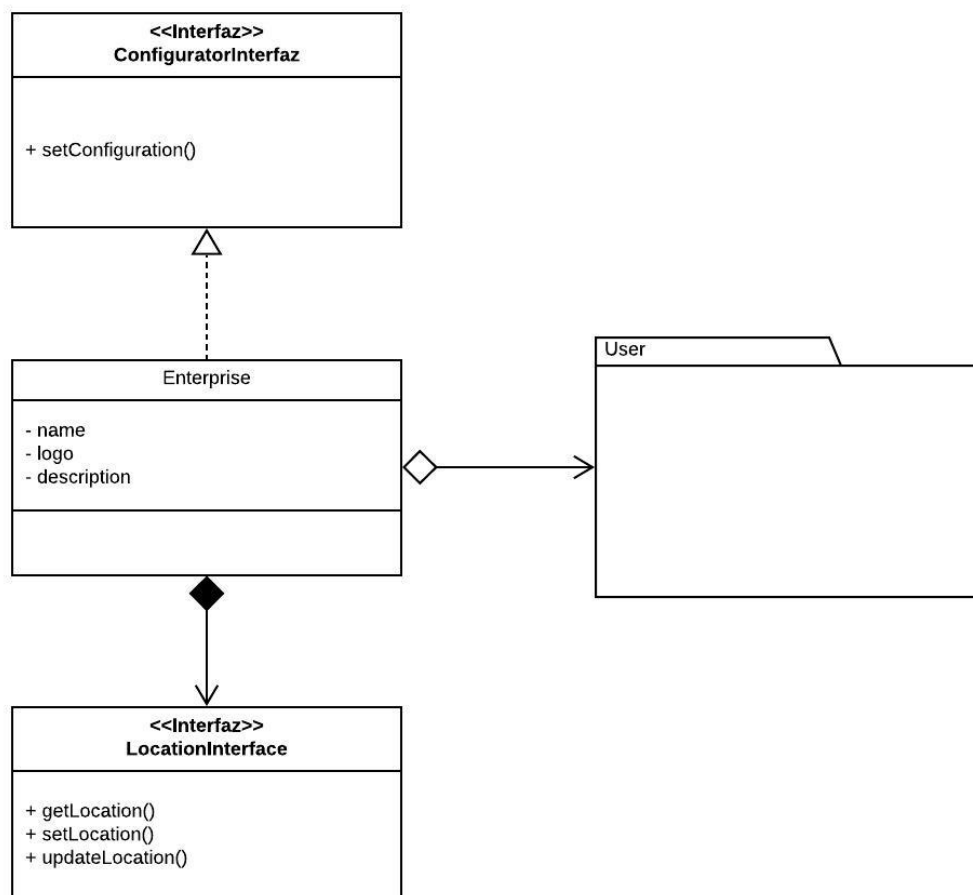 <<Interfaz>>
ConfiguratorInterfaz
+ setConfiguration()
Enterprise
- name
- logo
- description
User
<<Interfaz>>
LocationInterface
+ getLocation()
+ setLocation()
+ updateLocation()